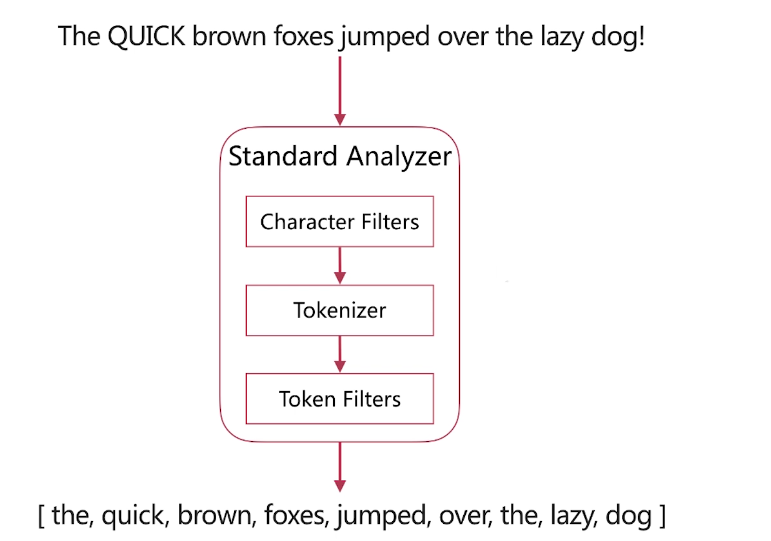 The QUICK brown foxes jumped over the lazy dog!
Standard Analyzer
Character Filters
Tokenizer
Token Filters
[ the, quick, brown, foxes, jumped, over, the, lazy, dog ]